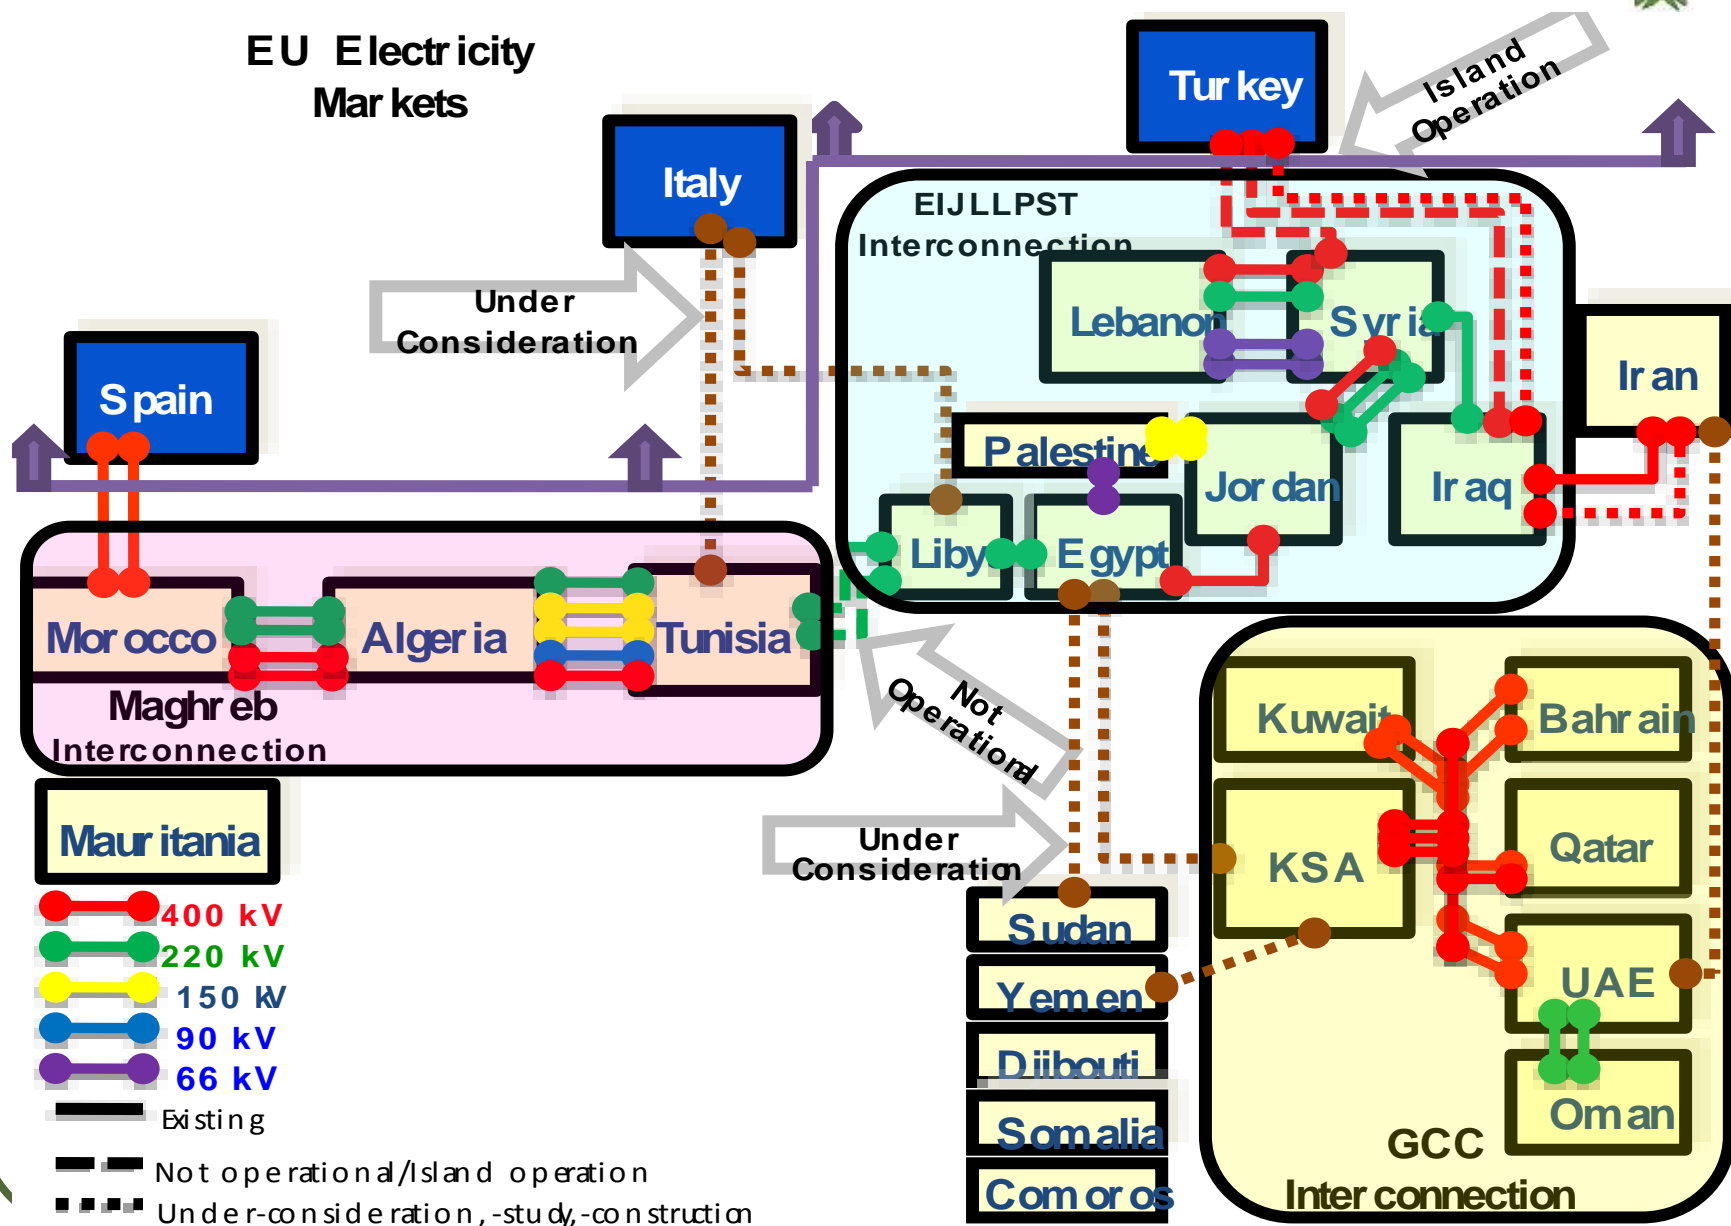 EU Electricity
Markets
Turkey
Island
Operation
Italy
EIJLLPST
Interconnection
Under
Consideration
Lebanon
Syria
Iran
Spain
Palestine
Jordan
Iraq
Liby
Egypt
Morocco
Algeria
Tunisia
Maghreb
Interconnection
Not
Operational
Kuwait
Bahrain
Mauritania
Under
Consideration
KSA
Qatar
400 kV
220 kV
150 kV
90 kV
66 kV
Existing
Not operational/Island operation
Under-consideration,-study,-construction
Sudan
Yemen
Djibouti
Somalia
Comoros
UAE
Oman
GCC
Interconnection